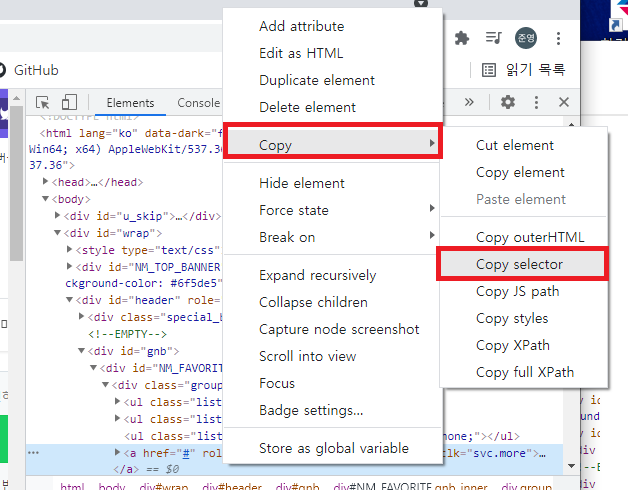 GitHub
준영
읽기 목록
Elements
Console
»
<!DOCTYPE html>
<html lang="ko" data-dark="f
Win64; x64) AppleWebKit/537.3
37.36">
<head>…</head>
<body>
<div id="u_skip">…</div>
<div id="wrap">
<style type="text/css"
<div id="NM_TOP_BANNER
ckground-color: #6f5de5"
<div id="header" role=
<div class="special_b
<!--EMPTY-->
<div id="gnb">
<div id="NM_FAVORITE
<div class="group
<ul class="list
<ul class="list
<ul class="list
none;"></ul>
<a href="#" rol
clk="svc.more">…
</a> == $0
html body div#wrap div#header div#gnb div#NM_FAVORITE.gnb_inner div.group
Add attribute
Edit as HTML
Duplicate element
Delete element
Copy
Hide element
Force state
Break on
Expand recursively
Collapse children
Capture node screenshot
Scroll into view
Focus
Badge settings...
Store as global variable
Cut element
Copy element
Paste element
Copy outerHTML
Copy selector
Copy JS path
Copy styles
Copy XPath
Copy full XPath